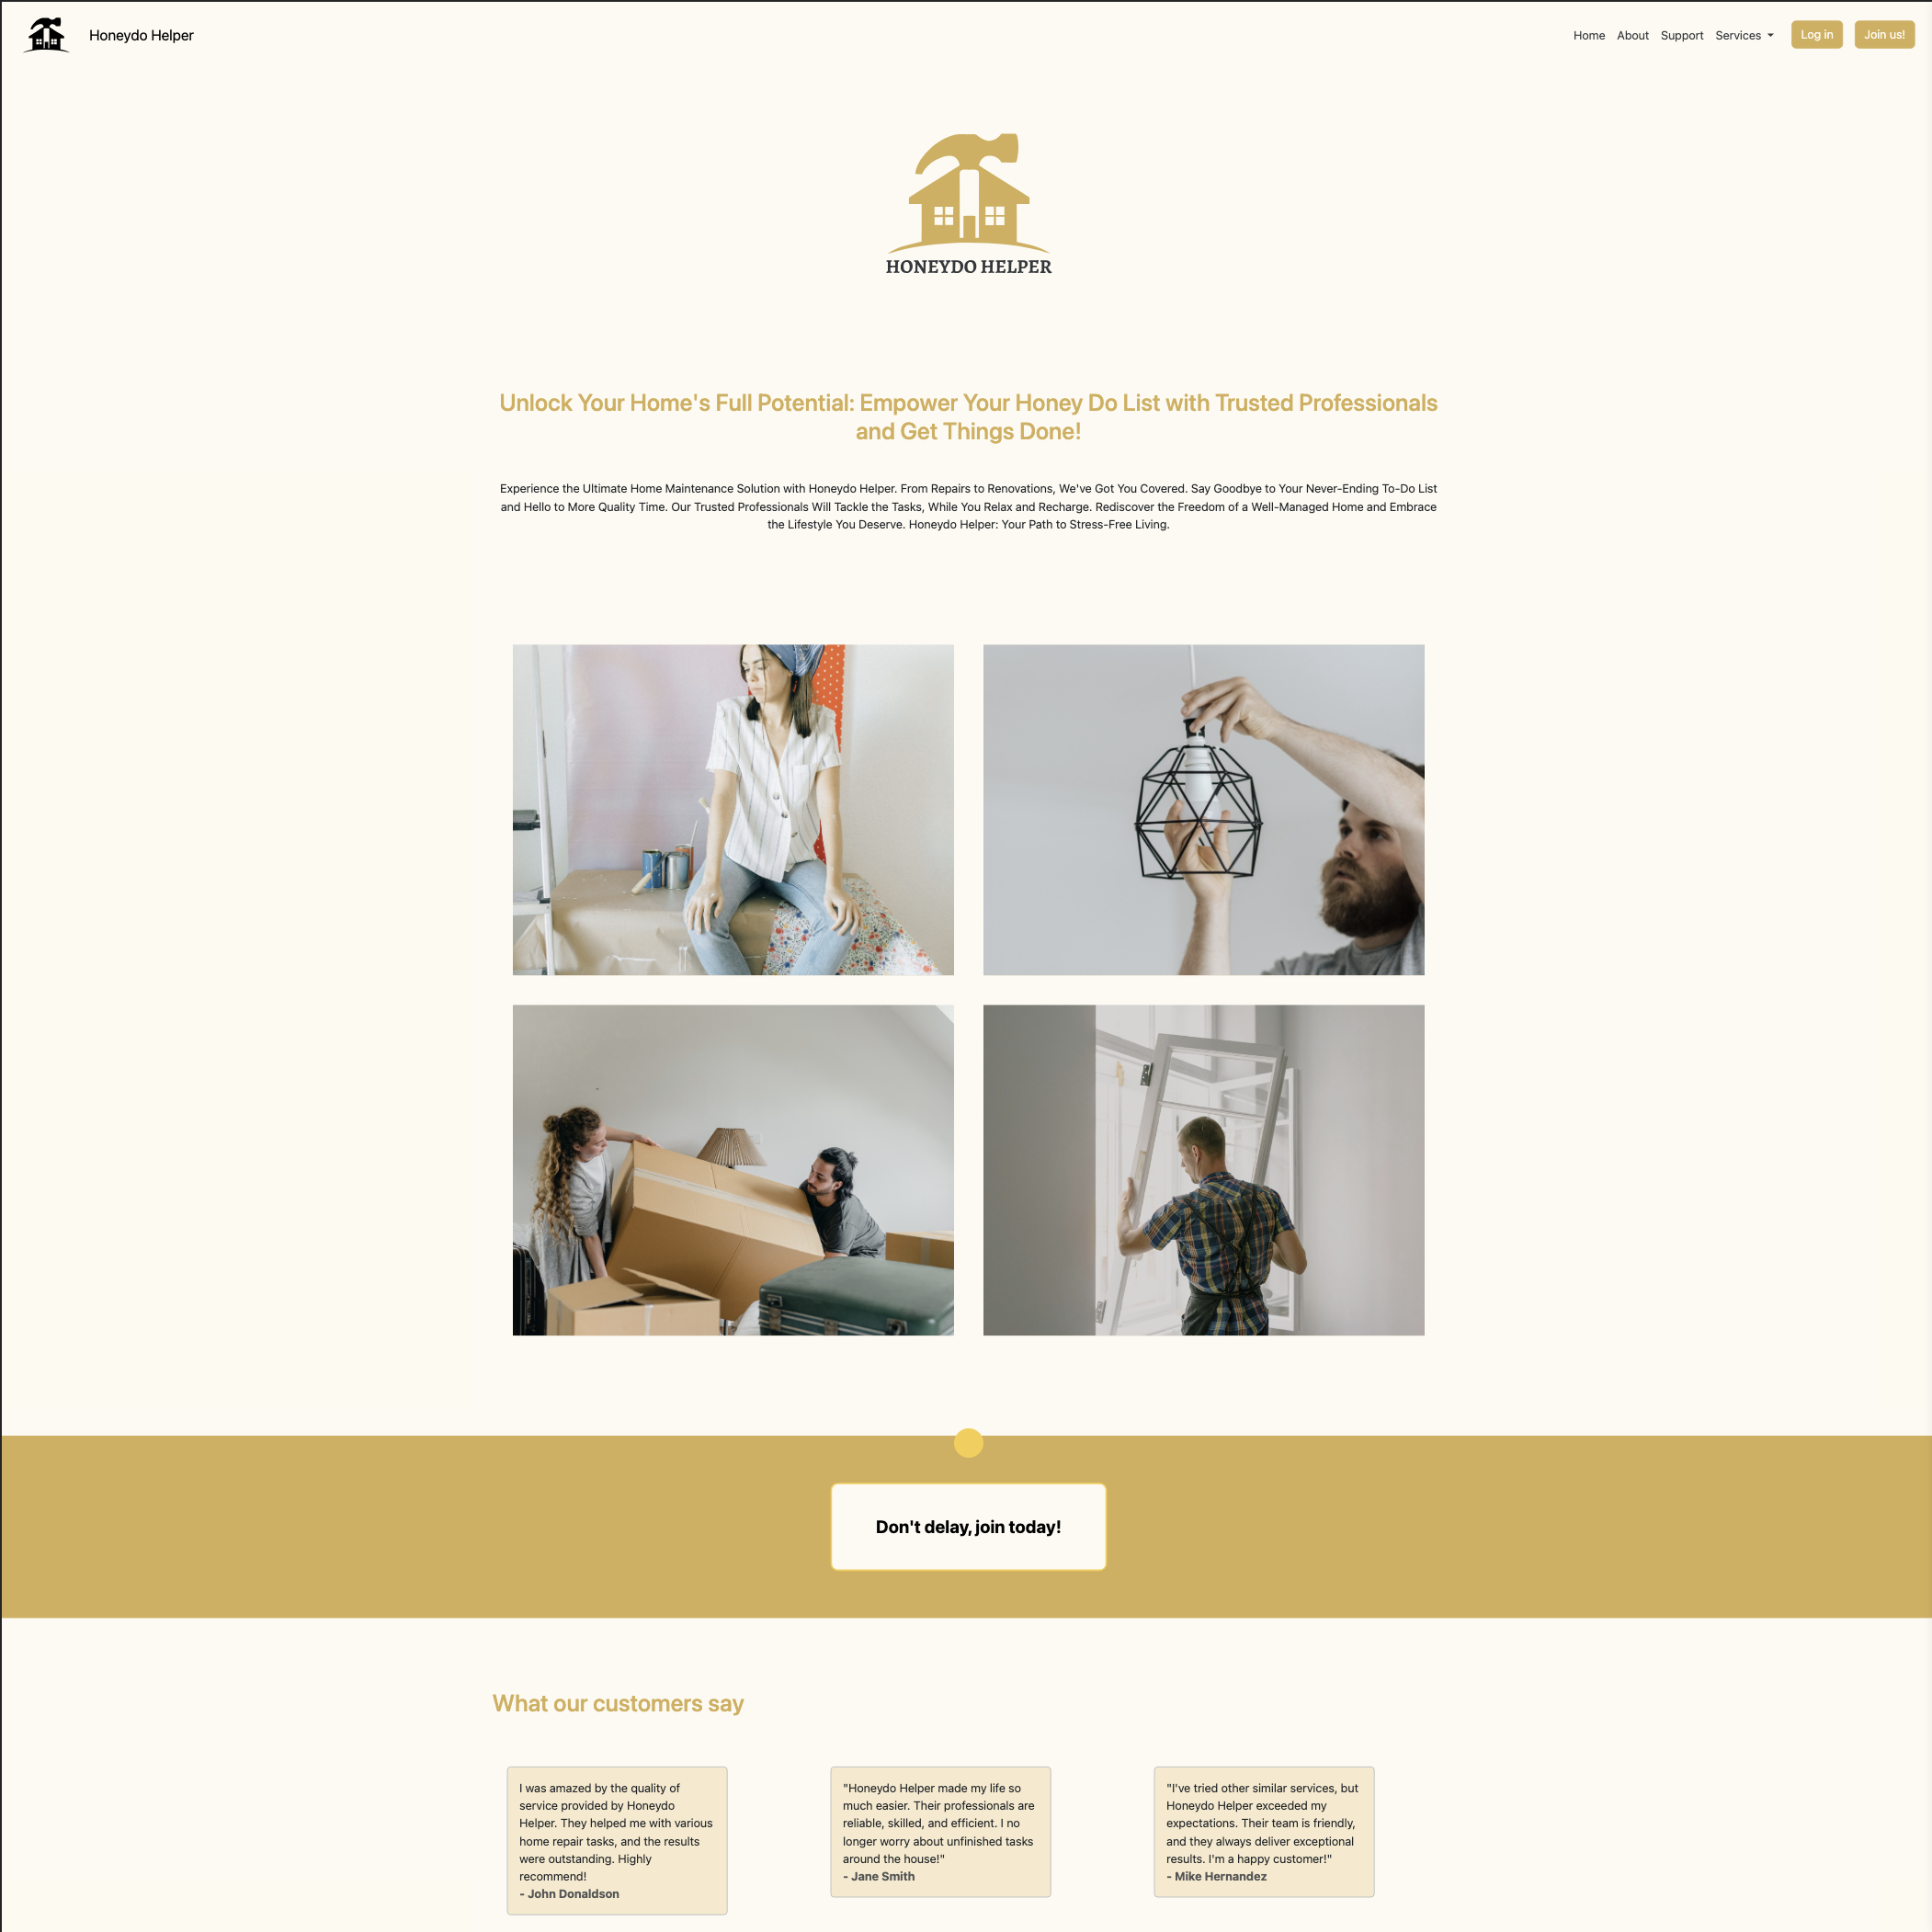 Honeydo Helper
Home About Support Services Log in Join us!
HONEYDO HELPER
Unlock Your Home's Full Potential: Empower Your Honey Do List with Trusted Professionals
and Get Things Done!
Experience the Ultimate Home Maintenance Solution with Honeydo Helper. From Repairs to Renovations, We've Got You Covered. Say Goodbye to Your Never-Ending To-Do List
and Hello to More Quality Time. Our Trusted Professionals Will Tackle the Tasks, While You Relax and Recharge. Rediscover the Freedom of a Well-Managed Home and Embrace
the Lifestyle You Deserve. Honeydo Helper: Your Path to Stress-Free Living.
Don't delay, join today!
What our customers say
I was amazed by the quality of
service provided by Honeydo
Helper. They helped me with various
home repair tasks, and the results
were outstanding. Highly
recommend!
- John Donaldson
"Honeydo Helper made my life so
much easier. Their professionals are
reliable, skilled, and efficient. I no
longer worry about unfinished tasks
around the house!"
- Jane Smith
"I've tried other similar services, but
Honeydo Helper exceeded my
expectations. Their team is friendly,
and they always deliver exceptional
results. I'm a happy customer!"
- Mike Hernandez